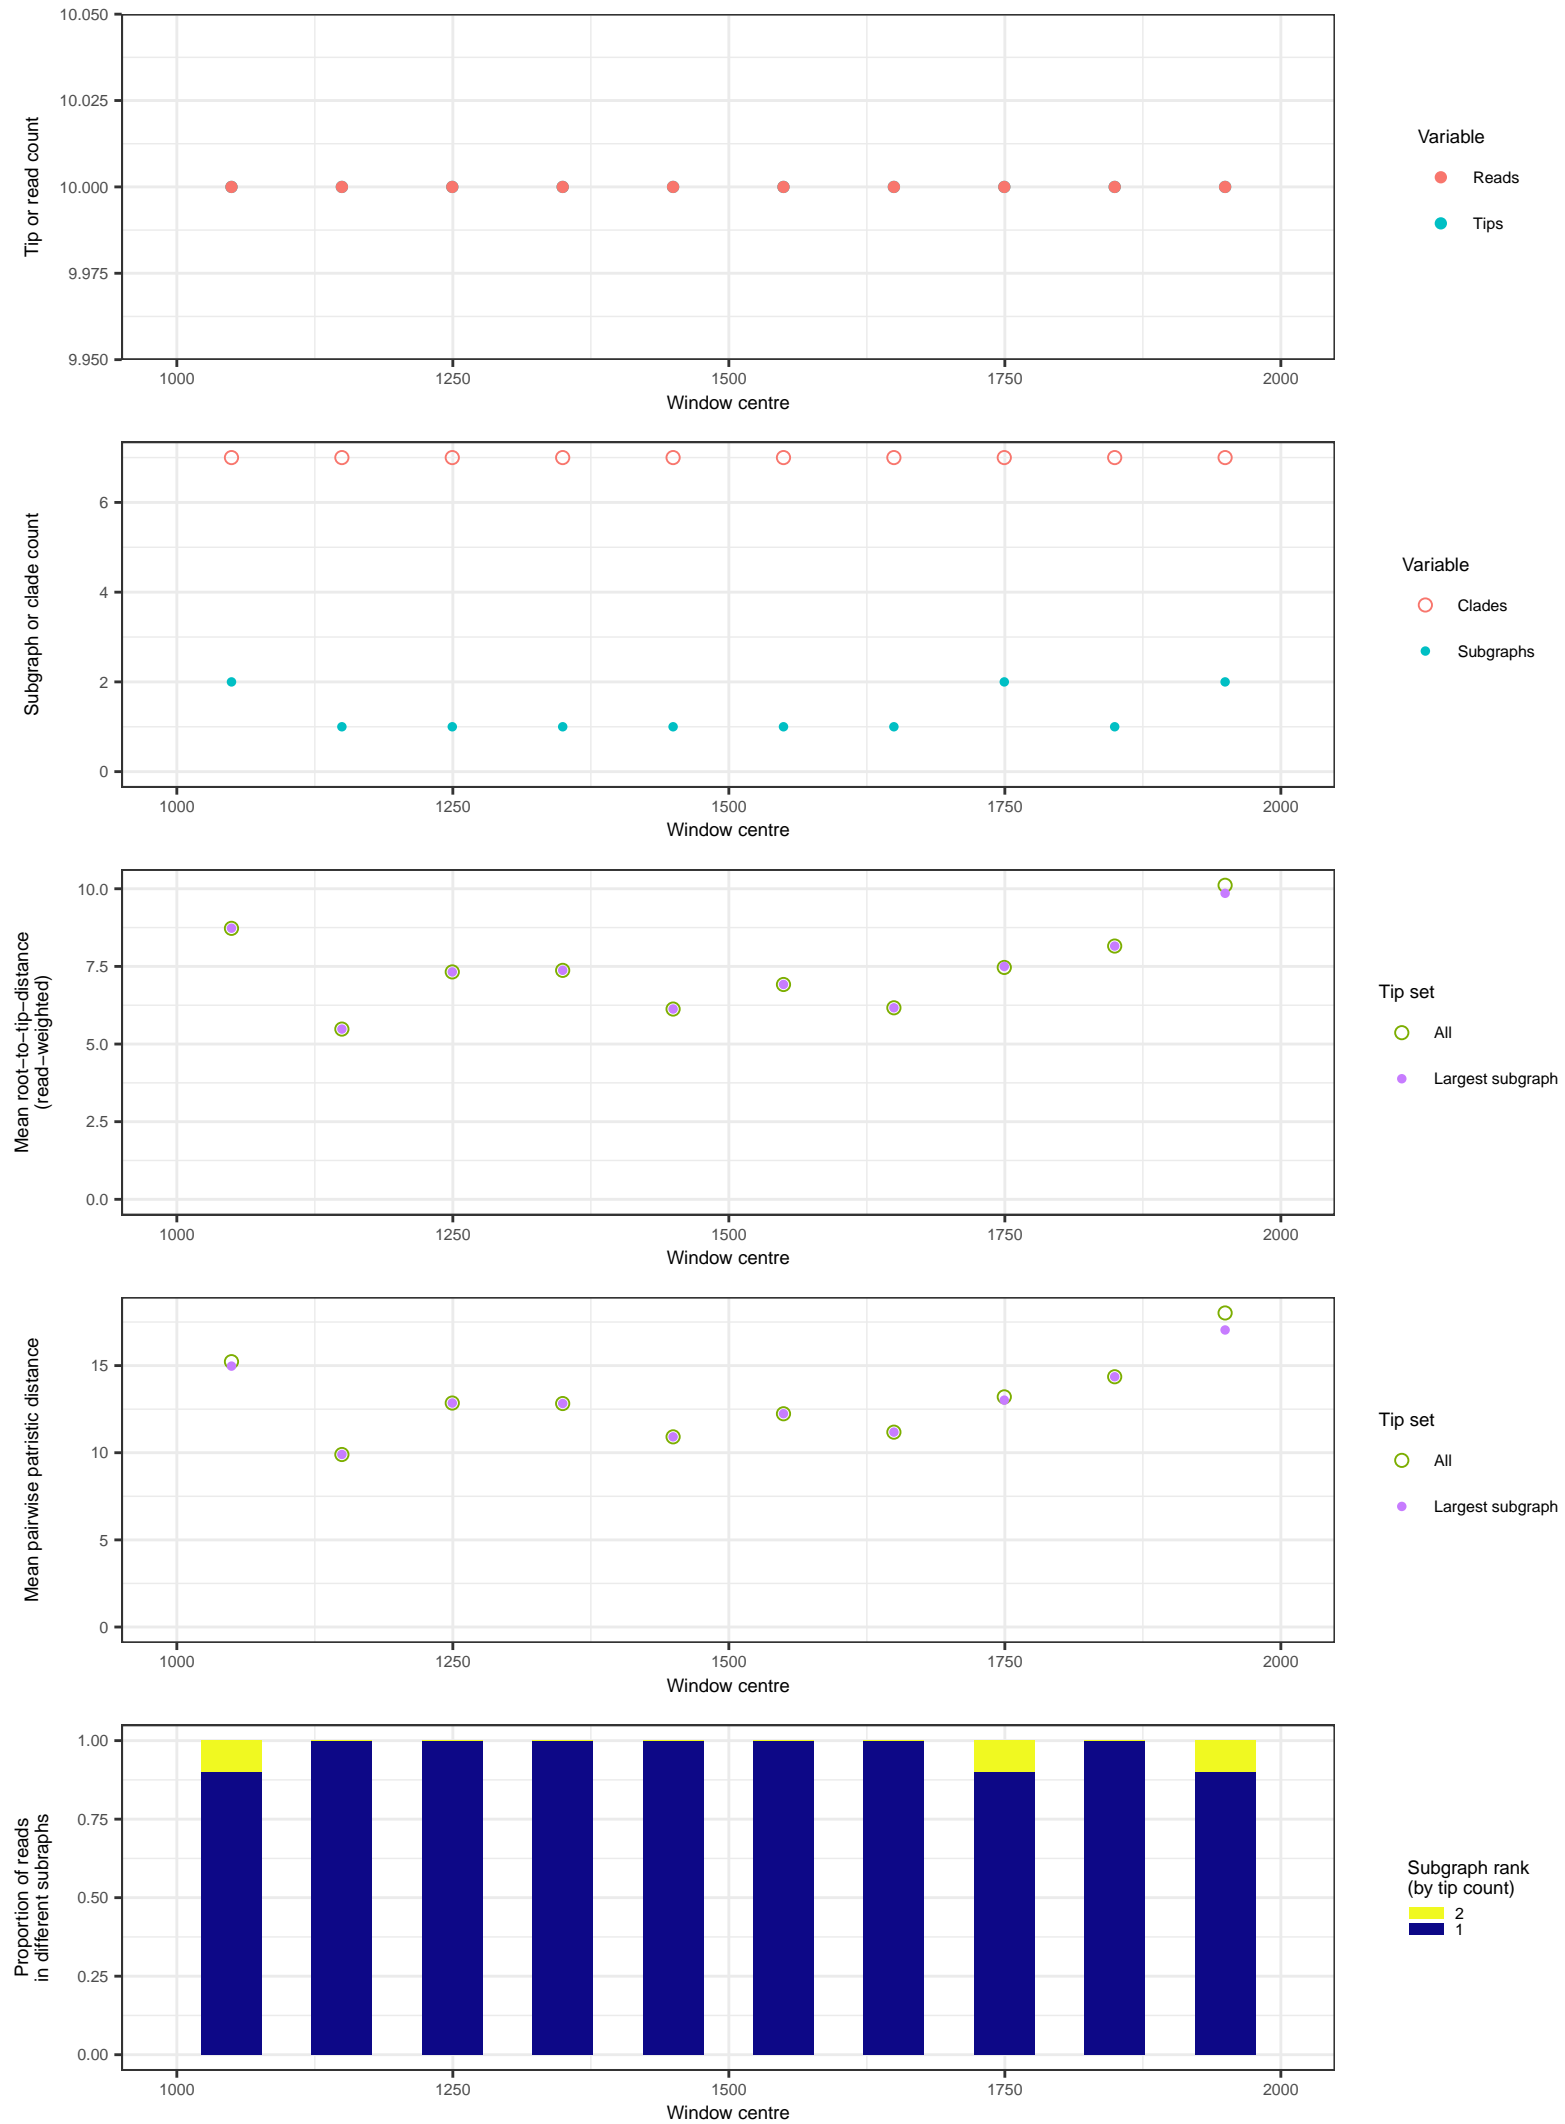 10.050
10.025
10.000
9.975
9.950
Tip or read count
1000 1250 1500 1750 2000
Window centre
Variable
Reads
Tips
6
4
2
0
Subgraph or clade count
1000 1250 1500 1750 2000
Window centre
Variable
Clades
Subgraphs
10.0
7.5
5.0
2.5
0.0
Mean root−to−tip−distance
(read−weighted)
1000 1250 1500 1750 2000
Window centre
Tip set
All
Largest subgraph
15
10
5
0
Mean pairwise patristic distance
1000 1250 1500 1750 2000
Window centre
Tip set
All
Largest subgraph
1.00
0.75
0.50
0.25
0.00
Proportion of reads
in different subraphs
1000 1250 1500 1750 2000
Window centre
Subgraph rank
(by tip count)
2
1